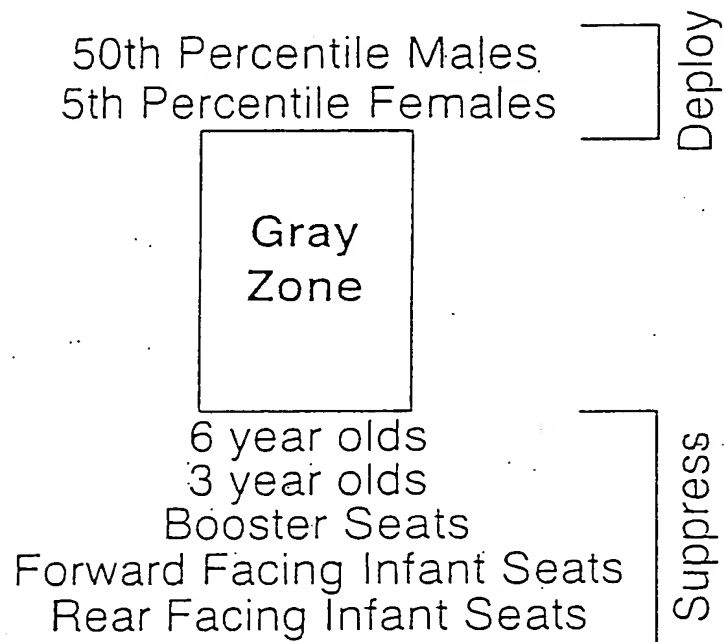 50th Percentile Males
5th Percentile Females
Deploy
Gray
Zone
6 year olds
3 year olds
Booster Seats
Forward Facing Infant Seats
Rear Facing Infant Seats
Suppress